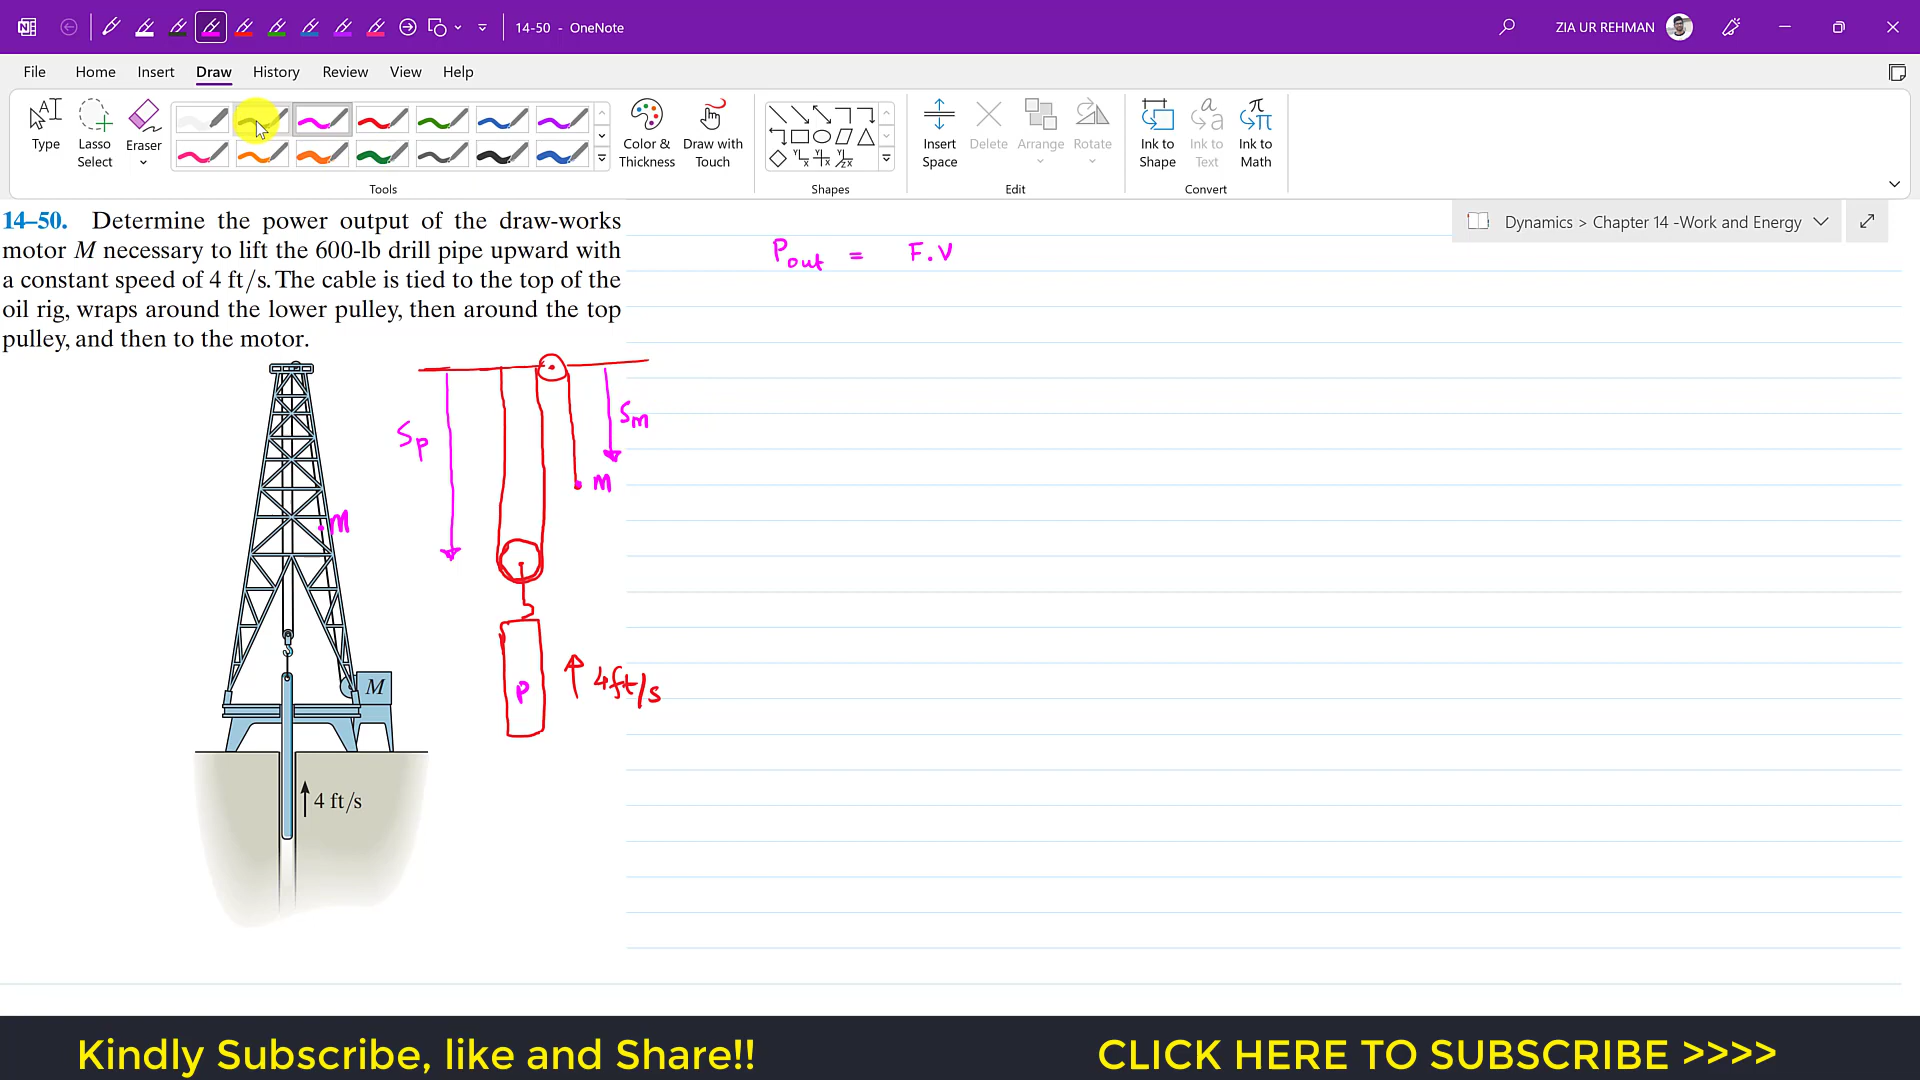 14-50 - OneNote
ZIA UR REHMAN
File Home Insert Draw History Review View Help
Type
Lasso Select
Eraser
Color & Thickness
Draw with Touch
Insert Space
Delete
Arrange
Rotate
Ink to Shape
Ink to Text
Ink to Math
Tools
Shapes
Edit
Convert
Dynamics > Chapter 14 -Work and Energy
14–50. Determine the power output of the draw-works
motor M necessary to lift the 600-lb drill pipe upward with
a constant speed of 4 ft/s. The cable is tied to the top of the
oil rig, wraps around the lower pulley, then around the top
pulley, and then to the motor.
Pout = F.V
Sp
Sm
m
M
P
4ft/s
M
4 ft/s
Kindly Subscribe, like and Share!!
CLICK HERE TO SUBSCRIBE >>>>